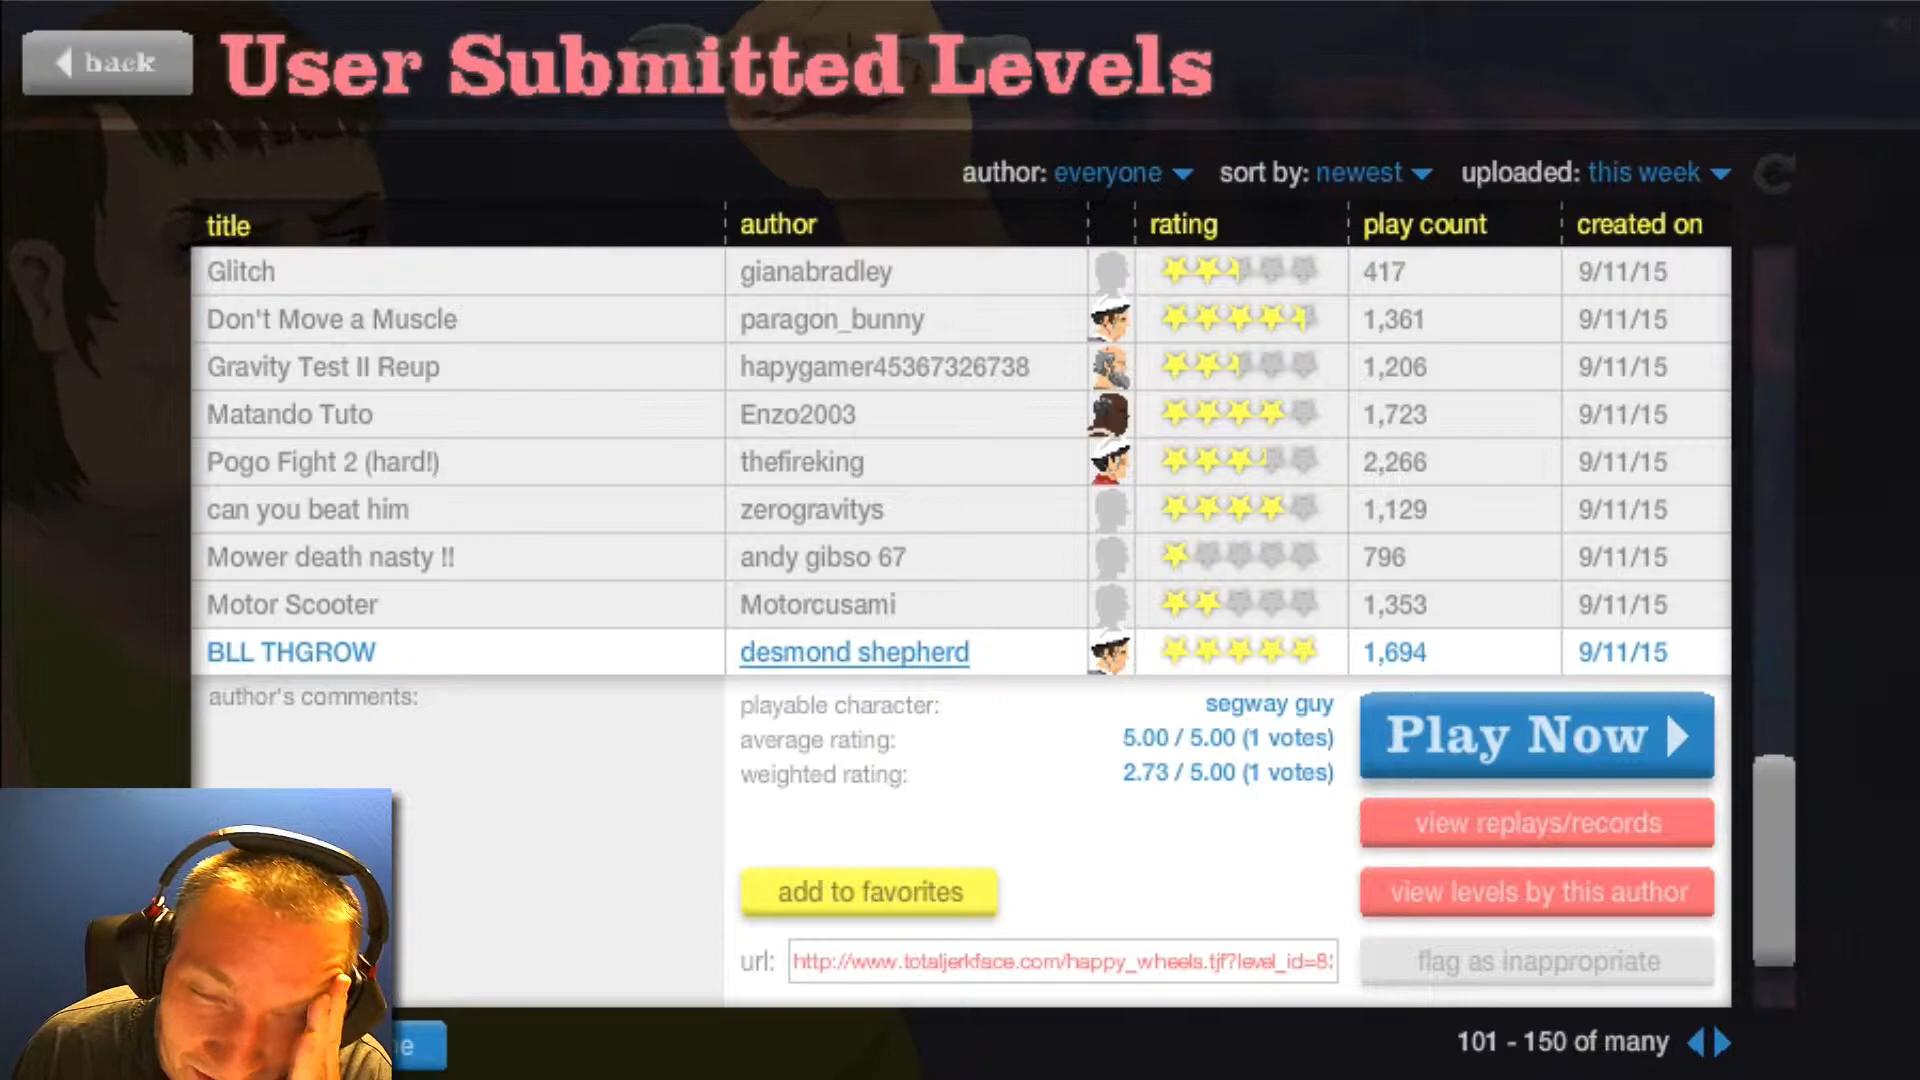 back
User Submitted Levels
author: everyone sort by: newest uploaded: this week
title author rating play count created on
Glitch gianabradley 417 9/11/15
Don't Move a Muscle paragon_bunny 1,361 9/11/15
Gravity Test II Reup hapygamer45367326738 1,206 9/11/15
Matando Tuto Enzo2003 1,723 9/11/15
Pogo Fight 2 (hard!) thefireking 2,266 9/11/15
can you beat him zerogravitys 1,129 9/11/15
Mower death nasty !! andy gibso 67 796 9/11/15
Motor Scooter Motorcusami 1,353 9/11/15
BLL THGROW desmond shepherd 1,694 9/11/15
author's comments:
playable character: segway guy
average rating: 5.00 / 5.00 (1 votes)
weighted rating: 2.73 / 5.00 (1 votes)
Play Now
view replays/records
add to favorites
view levels by this author
url: http://www.totaljerkface.com/happy_wheels.tjf?level_id=8
flag as inappropriate
101 - 150 of many